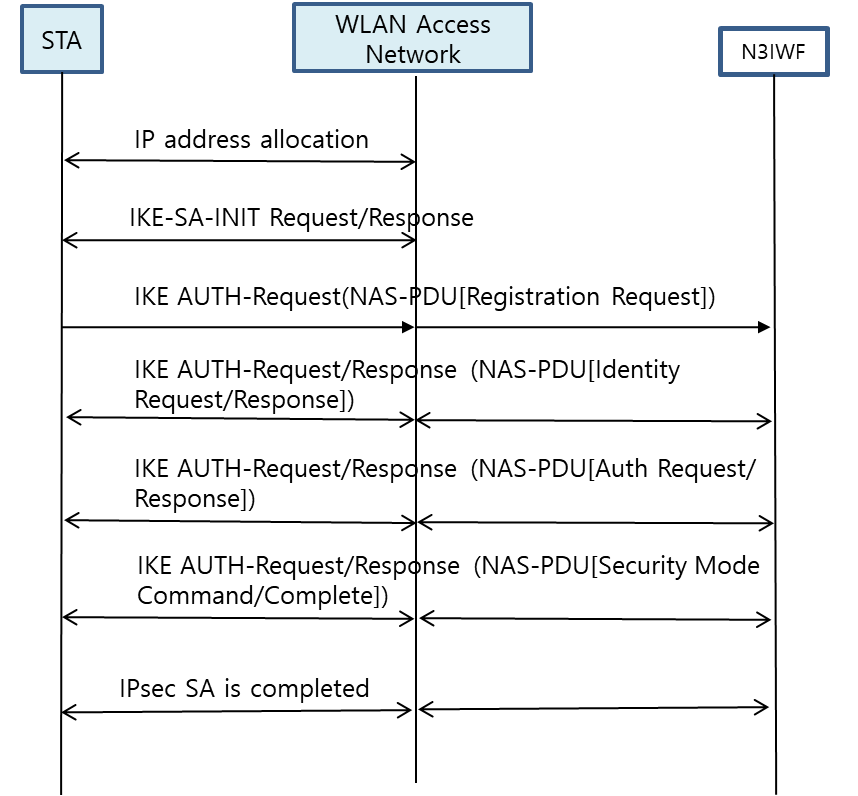 STA
WLAN Access
Network
N3IWF
IP address allocation
IKE-SA-INIT Request/Response
IKE AUTH-Request(NAS-PDU[Registration Request])
IKE AUTH-Request/Response (NAS-PDU[Identity
Request/Response])
IKE AUTH-Request/Response (NAS-PDU[Auth Request/
Response])
IKE AUTH-Request/Response (NAS-PDU[Security Mode
Command/Complete])
IPsec SA is completed